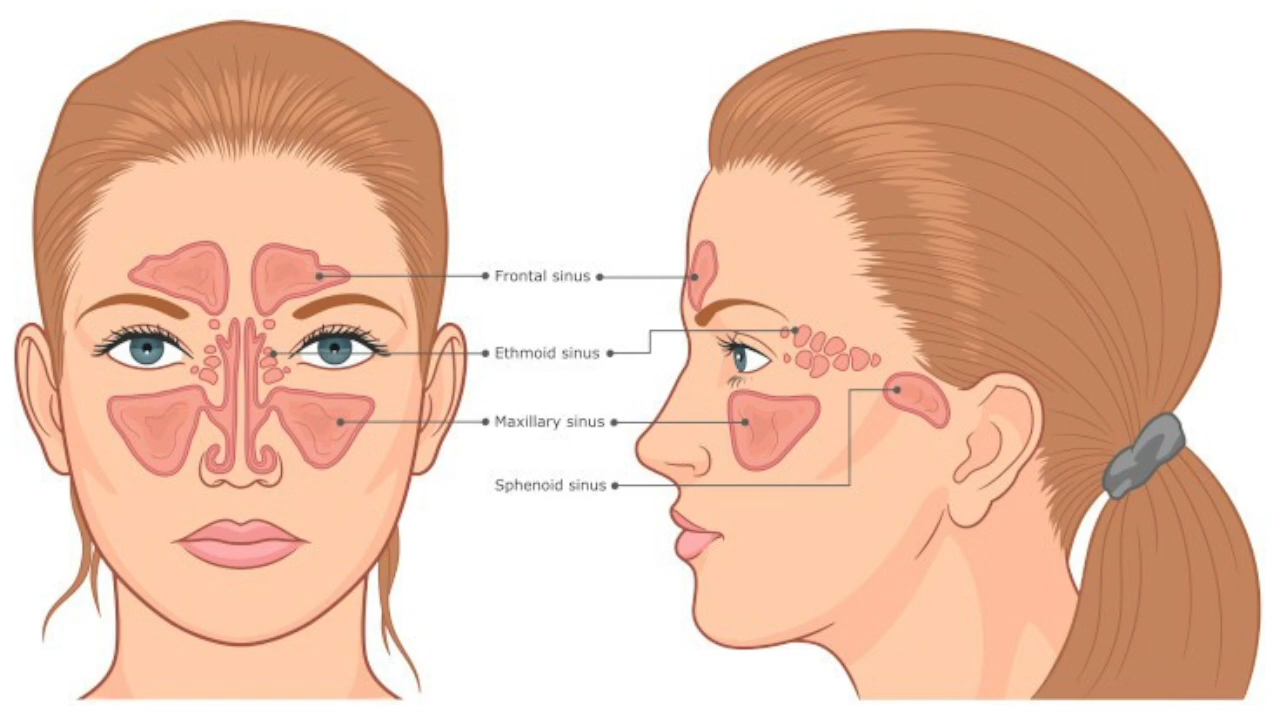 Frontal sinus
Ethmoid sinus
Maxillary sinus
Sphenoid sinus